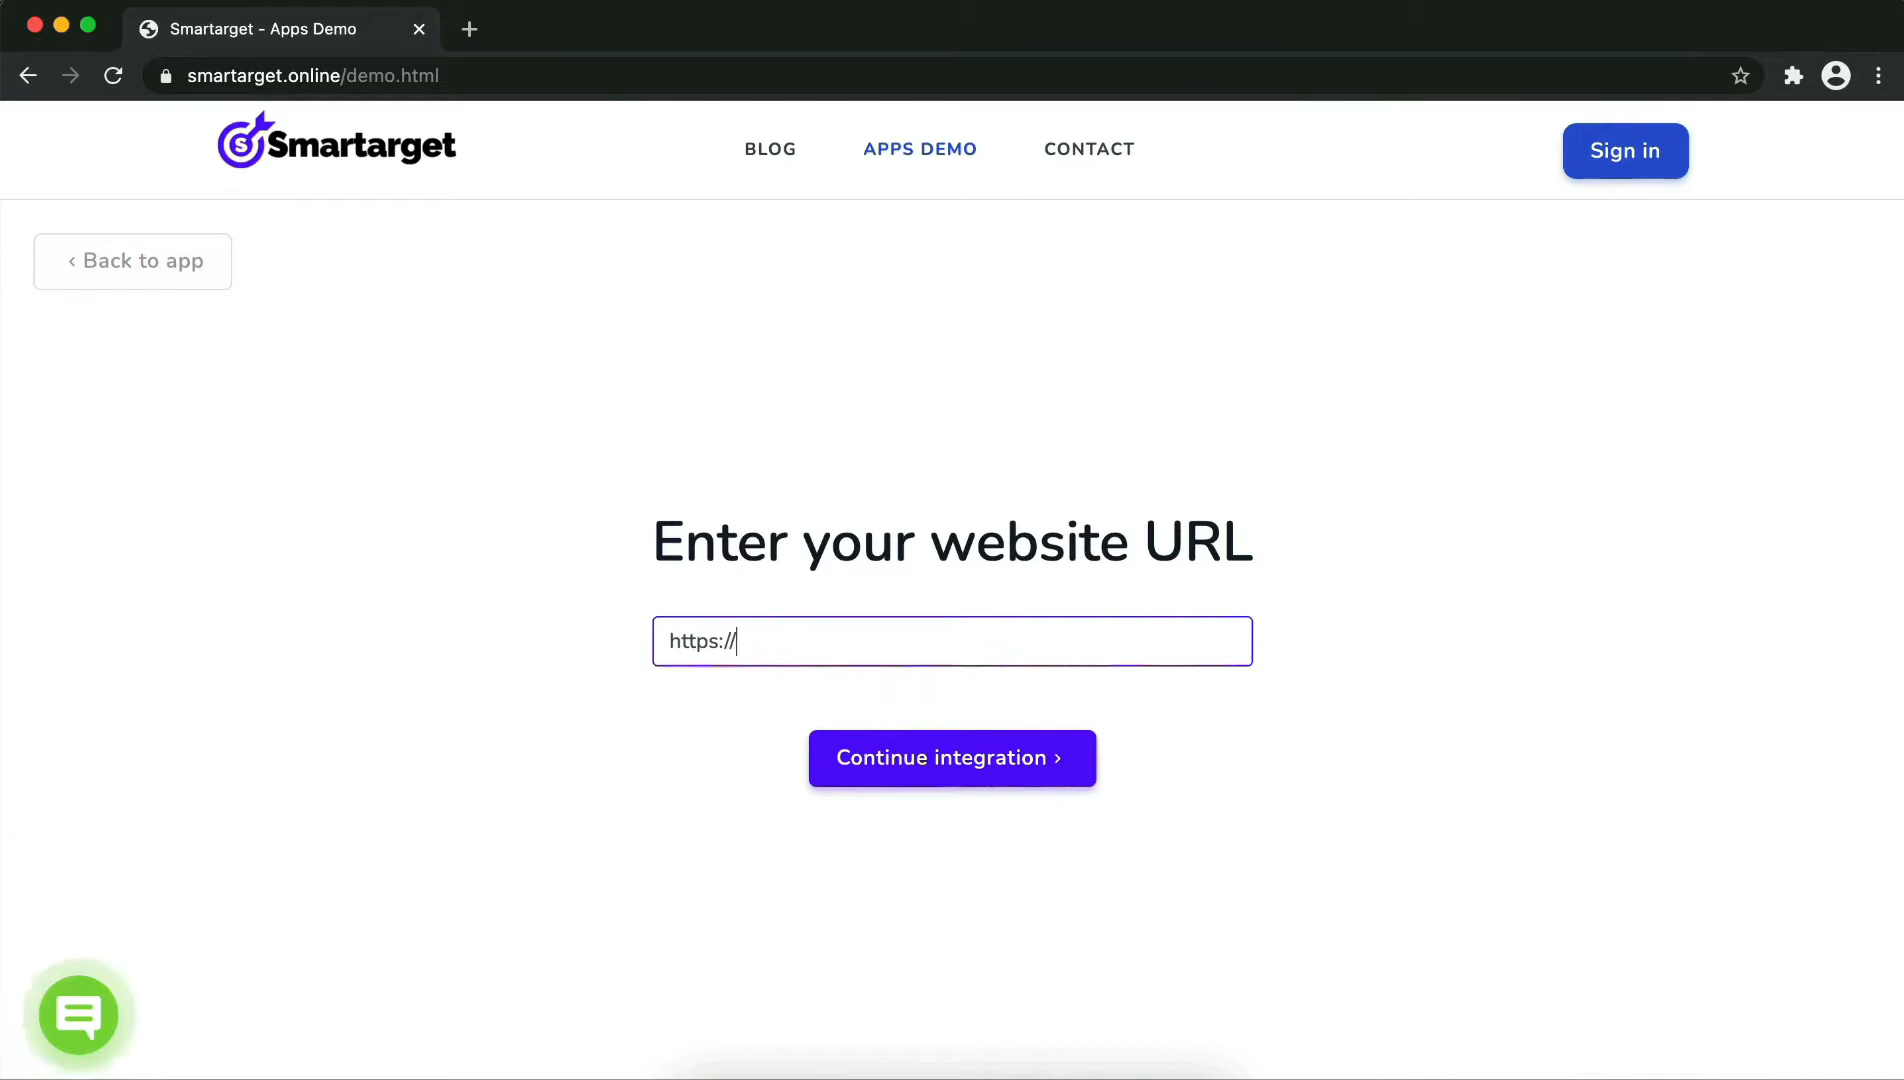 Smartarget - Apps Demo
smartarget.online/demo.html
Smartarget
BLOG
APPS DEMO
CONTACT
Sign in
‹ Back to app
Enter your website URL
https://
Continue integration ›